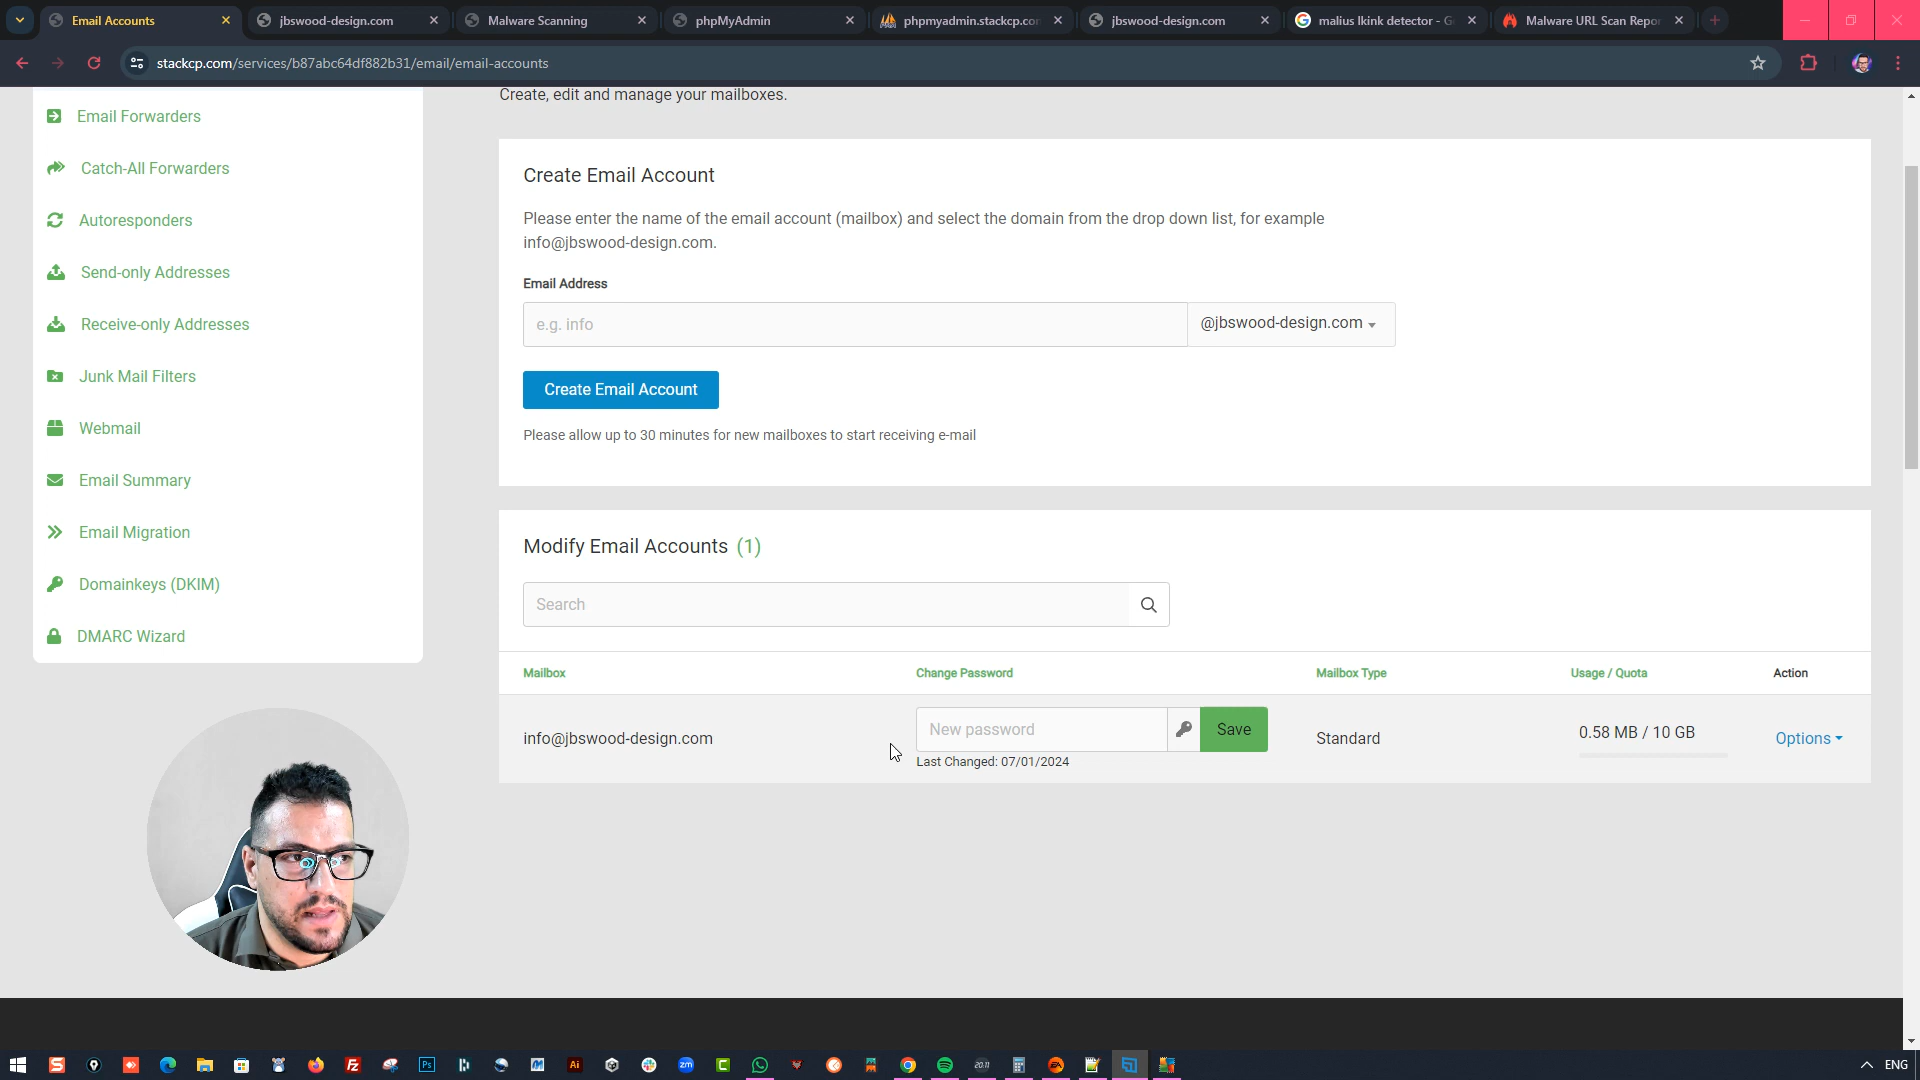 Email Accounts
jbswood-design.com
Malware Scanning
phpMyAdmin
phpmyadmin.stackcp.com
jbswood-design.com
malius lkink detector - G
Malware URL Scan Repo
stackcp.com/services/b87abc64df882b31/email/email-accounts
Email Forwarders
Catch-All Forwarders
Autoresponders
Send-only Addresses
Receive-only Addresses
Junk Mail Filters
Webmail
Email Summary
Email Migration
Domainkeys (DKIM)
DMARC Wizard
Create, edit and manage your mailboxes.
Create Email Account
Please enter the name of the email account (mailbox) and select the domain from the drop down list, for example
info@jbswood-design.com.
Email Address
e.g. info
@jbswood-design.com
Create Email Account
Please allow up to 30 minutes for new mailboxes to start receiving e-mail
Modify Email Accounts (1)
Search
Mailbox Change Password Mailbox Type Usage / Quota Action
info@jbswood-design.com New password Save Standard 0.58 MB / 10 GB Options
Last Changed: 07/01/2024
ENG